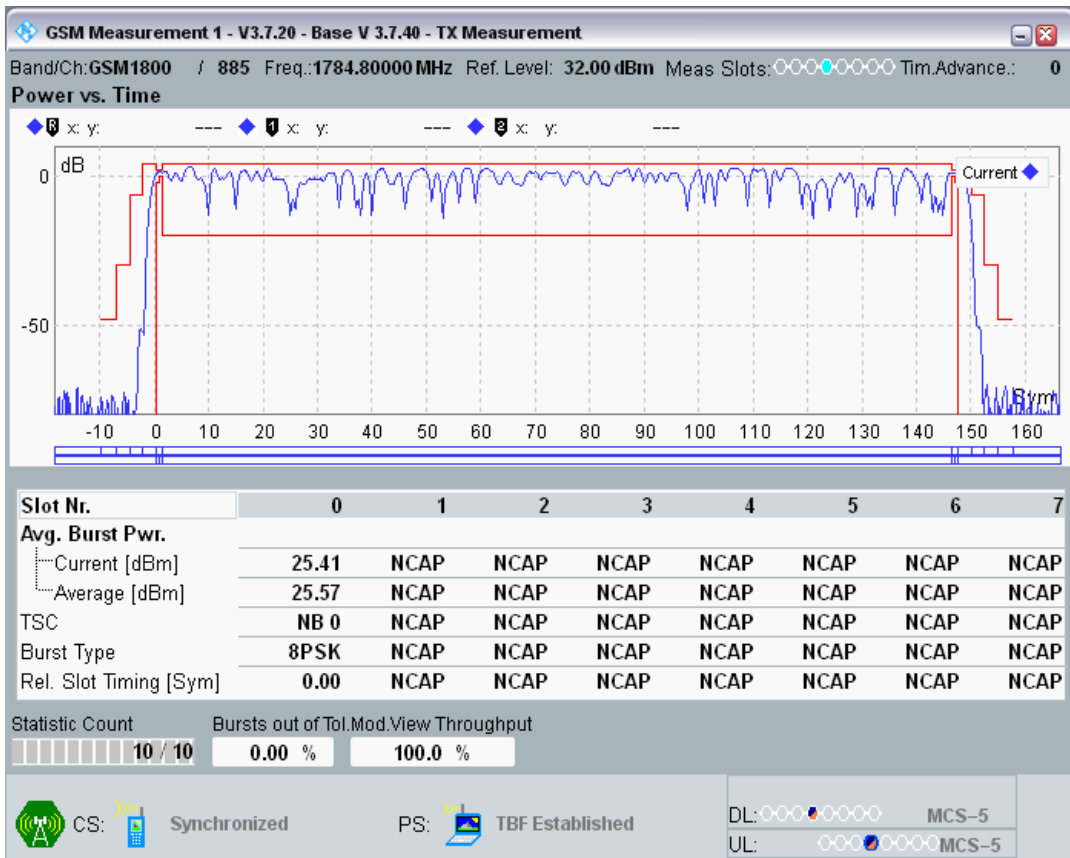 GSM Measurement 1 - V3.7.20 - Base V 3.7.40 - TX Measurement
Band/Ch:GSM1800 / 885 Freq.:1784.80000 MHz Ref. Level: 32.00 dBm Meas Slots: Tim.Advance.: 0
Power vs. Time
R x: y: --- 1 x: y: --- 2 x: y: ---
dB
Current
0
-50
Sym
-10 0 10 20 30 40 50 60 70 80 90 100 110 120 130 140 150 160
Slot Nr. 0 1 2 3 4 5 6 7
Avg. Burst Pwr.
Current [dBm] 25.41 NCAP NCAP NCAP NCAP NCAP NCAP NCAP
Average [dBm] 25.57 NCAP NCAP NCAP NCAP NCAP NCAP NCAP
TSC NB 0 NCAP NCAP NCAP NCAP NCAP NCAP NCAP
Burst Type 8PSK NCAP NCAP NCAP NCAP NCAP NCAP NCAP
Rel. Slot Timing [Sym] 0.00 NCAP NCAP NCAP NCAP NCAP NCAP NCAP
Statistic Count Bursts out of Tol.Mod.View Throughput
10 / 10 0.00 % 100.0 %
CS: Synchronized PS: TBF Established
DL: MCS-5
UL: MCS-5